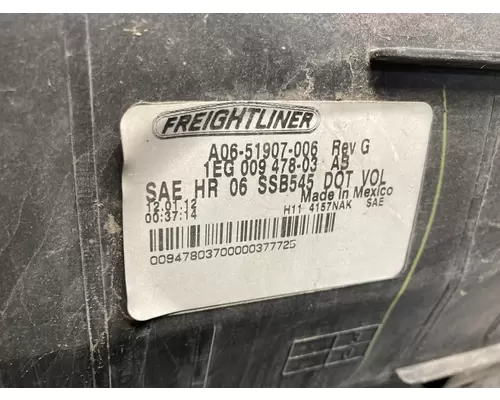 FREIGHTLINER
A06-51907-006 Rev G
1EG 009 478-03 AB
SAE HR 06 SSB545 DOT VOL
12.01.12 Made in Mexico
00:37:14 H11 4157NAK SAE
00947803700000377725